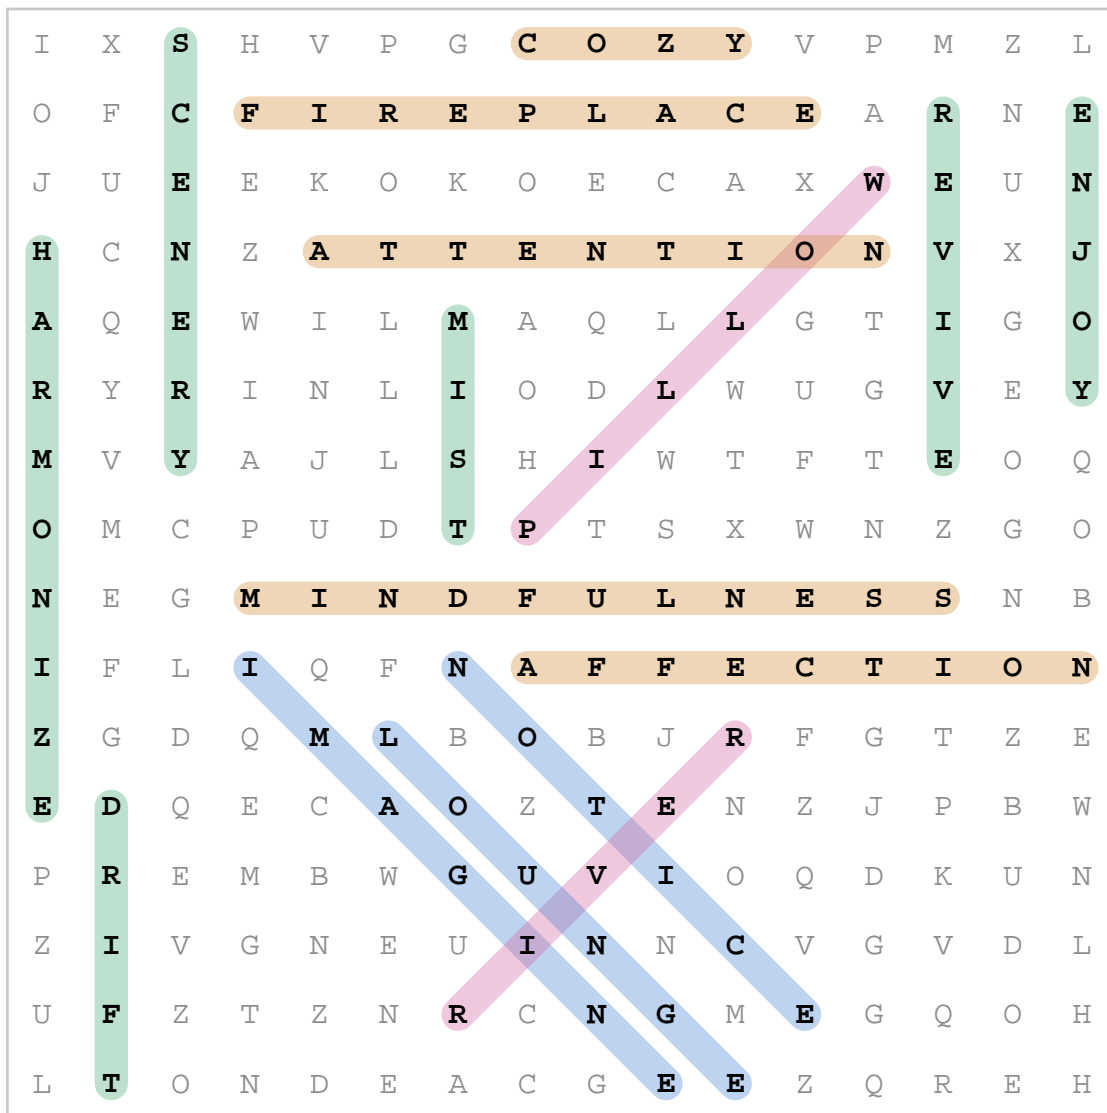 I X S H V P G C O Z Y V P M Z L
O F C F I R E P L A C E A R N E
J U E E K O K O E C A X W E U N
H C N Z A T T E N T I O N V X J
A Q E W I L M A Q L L G T I G O
R Y R I N L I O D L W U G V E Y
M V Y A J L S H I W T F T E O Q
O M C P U D T P T S X W N Z G O
N E G M I N D F U L N E S S N B
I F L I Q F N A F F E C T I O N
Z G D Q M L B O B J R F G T Z E
E D Q E C A O Z T E N Z J P B W
P R E M B W G U V I O Q D K U N
Z I V G N E U I N N C V G V D L
U F Z T Z N R C N G M E G Q O H
L T O N D E A C G E E Z Q R E H